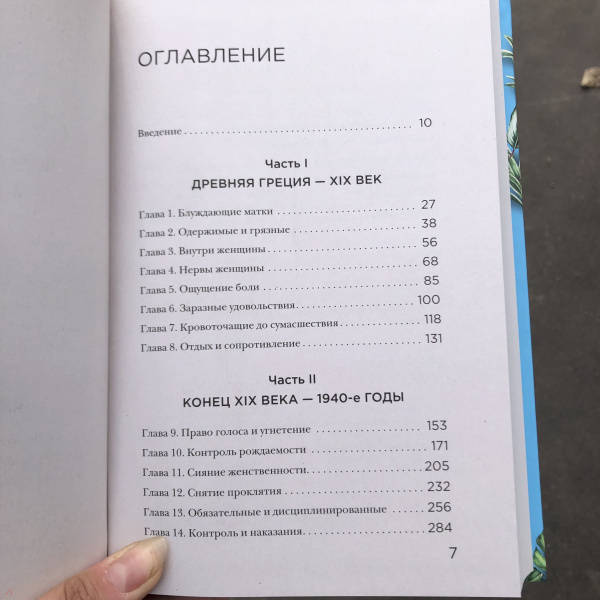 ОГЛАВЛЕНИЕ
Введение . . . . . . . . . . . . . . . . . . . . . . . . . . . . . . . . . . . . . . 10
Часть I
ДРЕВНЯЯ ГРЕЦИЯ — XIX ВЕК
Глава 1. Блуждающие матки . . . . . . . . . . . . . . . . . . . . . . . 27
Глава 2. Одержимые и грязные . . . . . . . . . . . . . . . . . . . . 38
Глава 3. Внутри женщины . . . . . . . . . . . . . . . . . . . . . . . . 56
Глава 4. Нервы женщины . . . . . . . . . . . . . . . . . . . . . . . . 68
Глава 5. Ощущение боли . . . . . . . . . . . . . . . . . . . . . . . . . 85
Глава 6. Заразные удовольствия . . . . . . . . . . . . . . . . . . . 100
Глава 7. Кровоточащие до сумасшествия . . . . . . . . . . . . . 118
Глава 8. Отдых и сопротивление . . . . . . . . . . . . . . . . . . 131
Часть II
КОНЕЦ XIX ВЕКА — 1940-е ГОДЫ
Глава 9. Право голоса и угнетение . . . . . . . . . . . . . . . . . 153
Глава 10. Контроль рождаемости . . . . . . . . . . . . . . . . . . 171
Глава 11. Сияние женственности . . . . . . . . . . . . . . . . . . 205
Глава 12. Снятие проклятия . . . . . . . . . . . . . . . . . . . . . . 232
Глава 13. Обязательные и дисциплинированные . . . . . . . 256
Глава 14. Контроль и наказания . . . . . . . . . . . . . . . . . . . 284
7